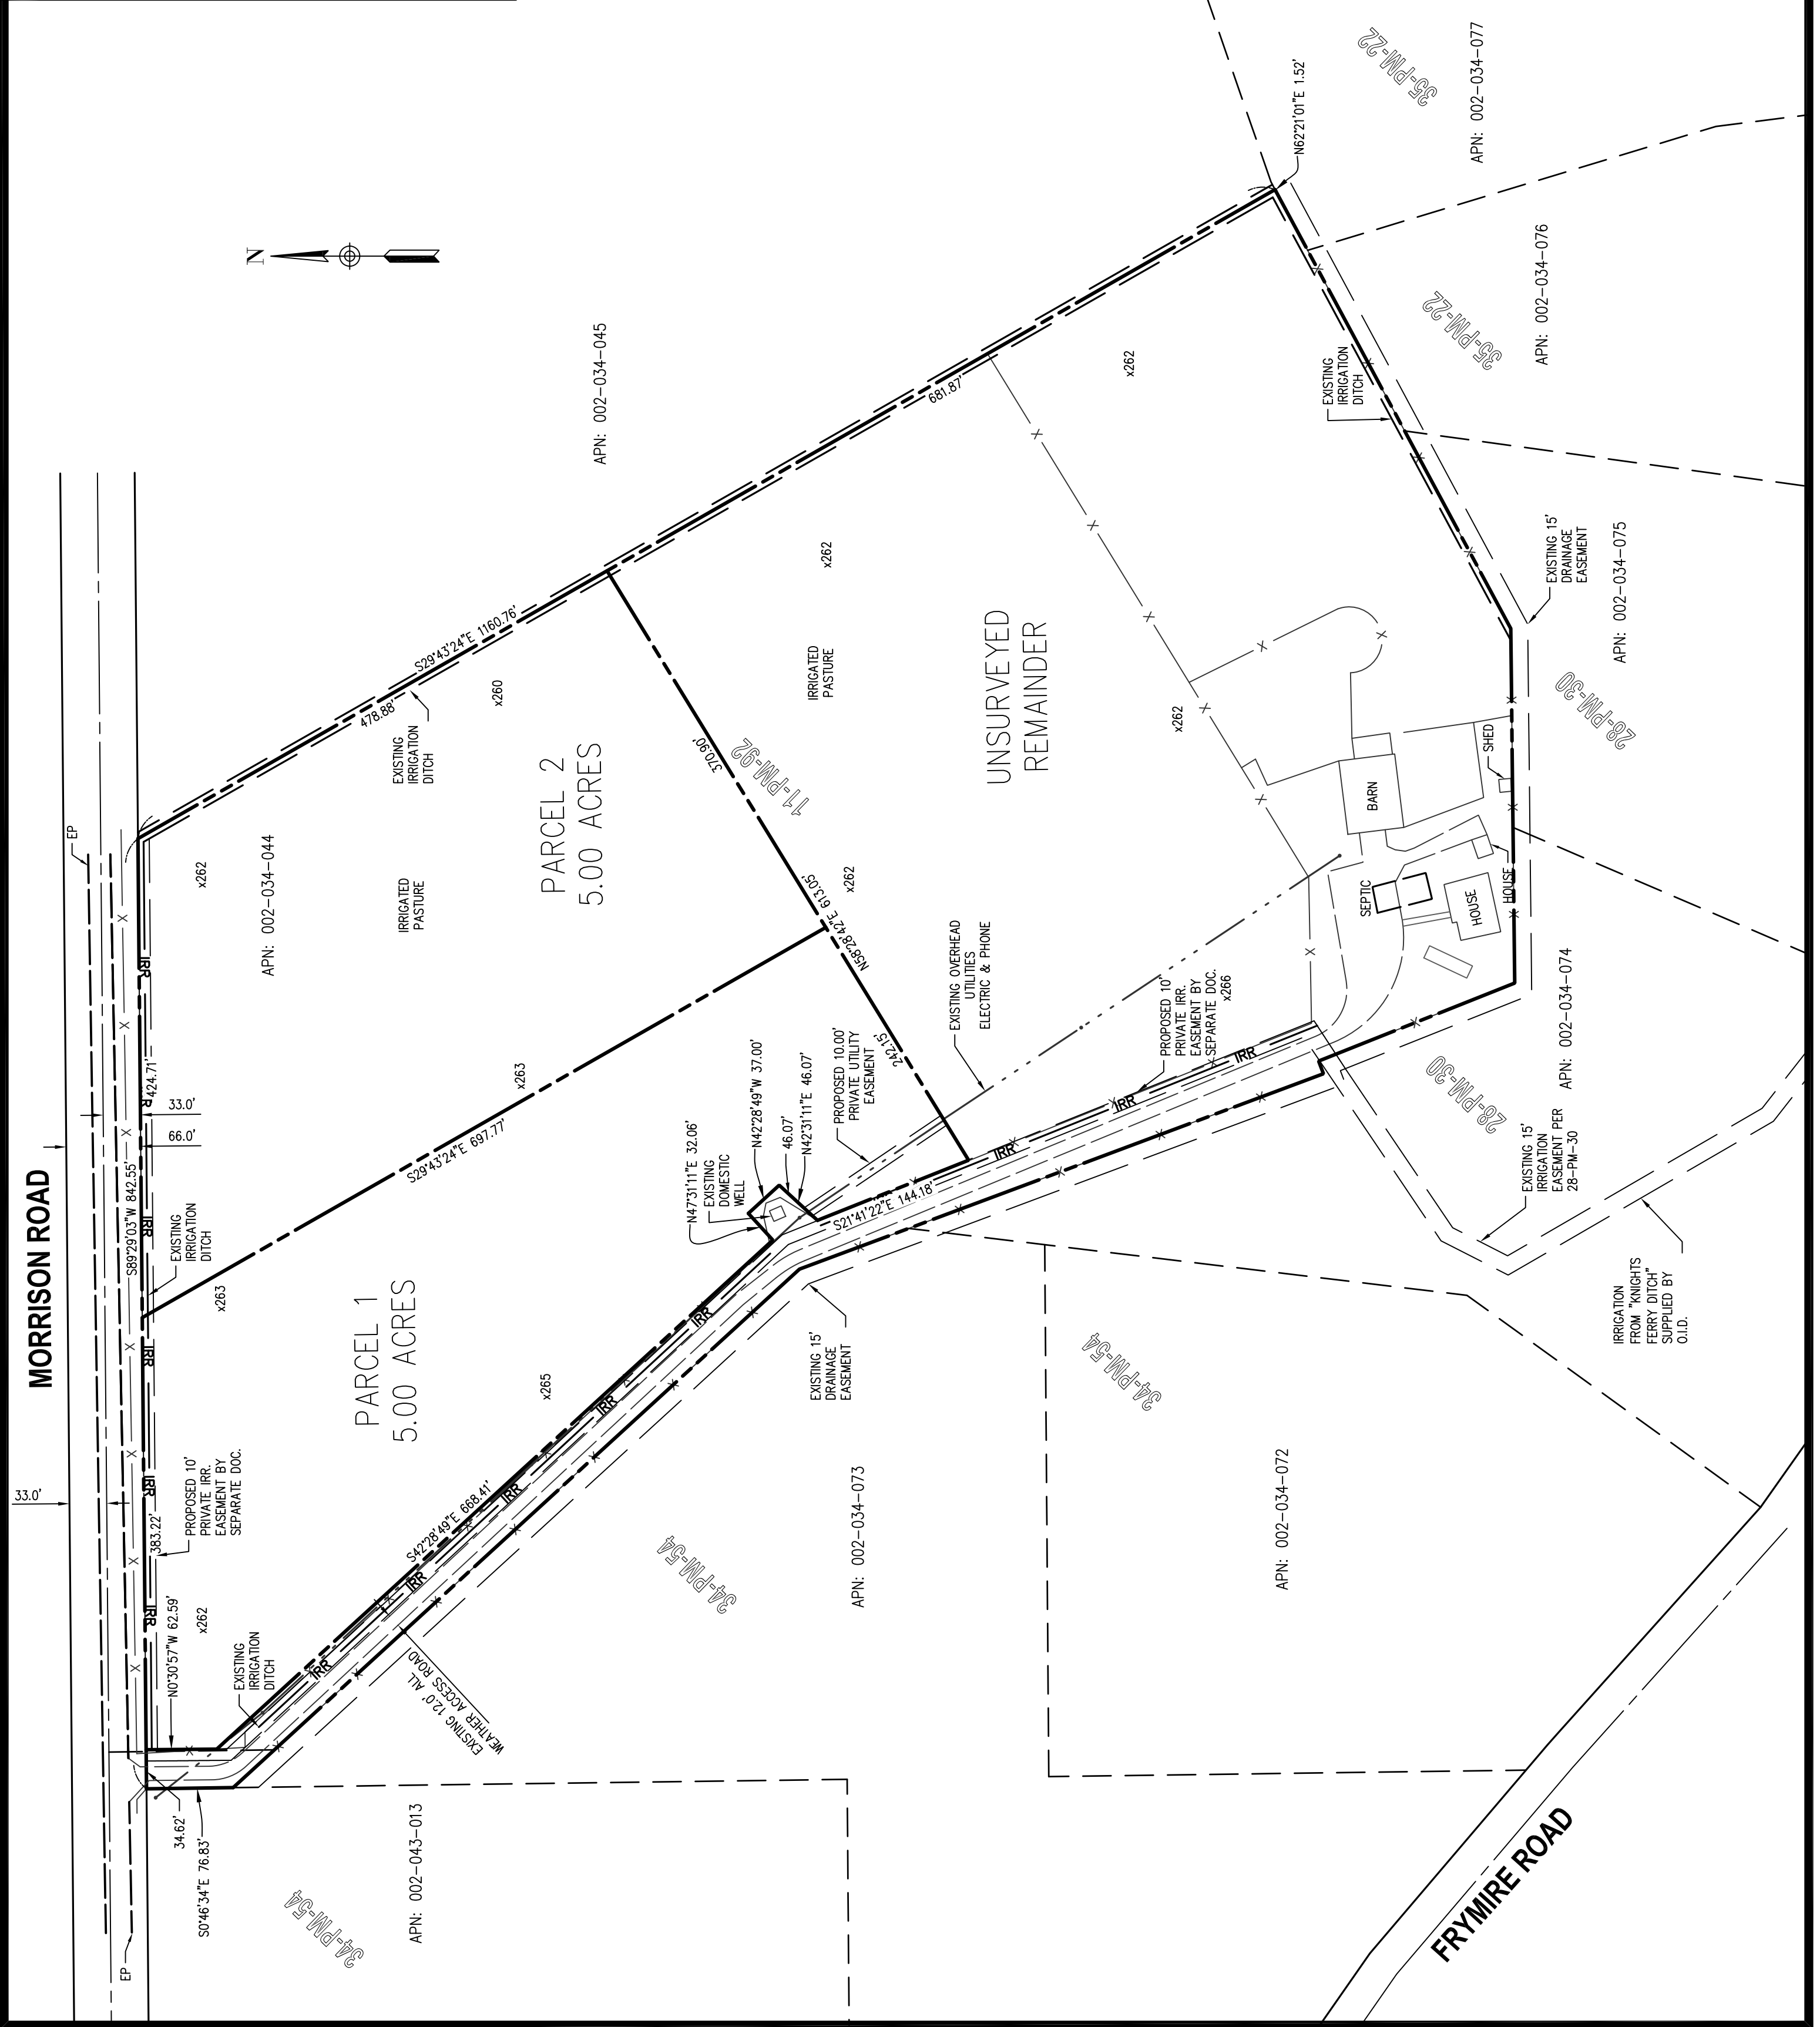 MORRISON ROAD
FRYMIRE ROAD
N
33.0'
EP
S89°29'03"W 842.55'
66.0'
33.0'
424.71'
383.22'
34.62'
EP
S0°46'34"E 76.83'
N0°30'57"W 62.59'
PROPOSED 10'
PRIVATE IRR.
EASEMENT BY
SEPARATE DOC.
x262
EXISTING
IRRIGATION
DITCH
x263
EXISTING
IRRIGATION
DITCH
IRR
IRR
IRR
IRR
IRR
R
APN: 002-034-044
x262
IRRIGATED
PASTURE
PARCEL 1
5.00 ACRES
x265
x263
S29°43'24"E 697.77'
PARCEL 2
5.00 ACRES
x260
EXISTING
IRRIGATION
DITCH
478.88'
S29°43'24"E 1160.76'
681.87'
APN: 002-034-045
370.90'
11-PM-92
N58°28'42"E 613.05'
242.15'
x262
IRRIGATED
PASTURE
x262
UNSURVEYED
REMAINDER
x262
x262
EXISTING
IRRIGATION
DITCH
N62°21'01"E 1.52'
35-PM-22
APN: 002-034-077
35-PM-22
APN: 002-034-076
EXISTING 15'
DRAINAGE
EASEMENT
APN: 002-034-075
28-PM-30
SHED
BARN
SEPTIC
HOUSE
HOUSE
EXISTING OVERHEAD
UTILITIES
ELECTRIC & PHONE
PROPOSED 10'
PRIVATE IRR.
EASEMENT BY
SEPARATE DOC.
x266
PROPOSED 10.00'
PRIVATE UTILITY
EASEMENT
N42°28'49"W 37.00'
46.07'
N42°31'11"E 46.07'
N47°31'11"E 32.06'
EXISTING
DOMESTIC
WELL
S21°41'22"E 144.18'
IRR
IRR
IRR
S42°28'49"E 668.41'
IRR
IRR
IRR
IRR
IRR
EXISTING 12.0' ALL
WEATHER ACCESS ROAD
EXISTING 15'
DRAINAGE
EASEMENT
APN: 002-034-074
28-PM-30
EXISTING 15'
IRRIGATION
EASEMENT PER
28-PM-30
IRRIGATION
FROM "KNIGHTS
FERRY DITCH"
SUPPLIED BY
O.I.D.
34-PM-54
APN: 002-034-072
34-PM-54
APN: 002-034-073
34-PM-54
APN: 002-043-013